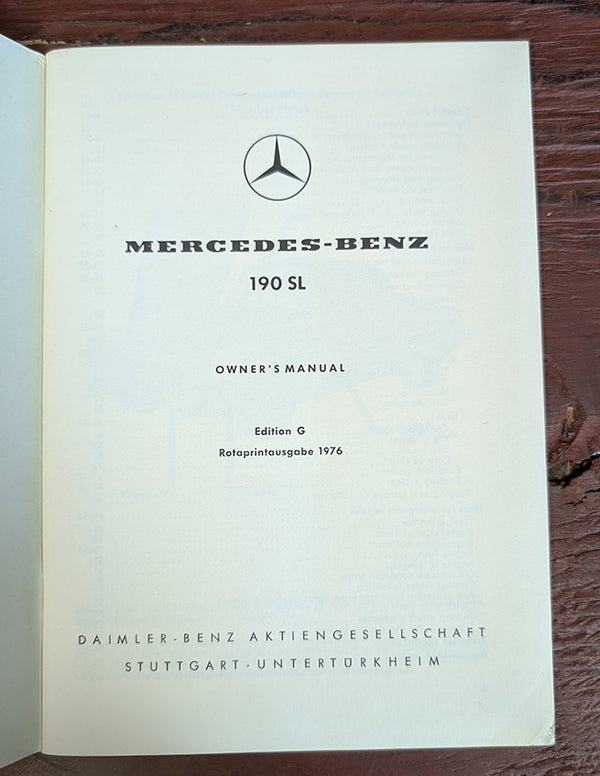 MERCEDES-BENZ
190 SL
OWNER'S MANUAL
Edition G
Rotaprintausgabe 1976
DAIMLER-BENZ AKTIENGESELLSCHAFT
STUTTGART-UNTERTÜRKHEIM